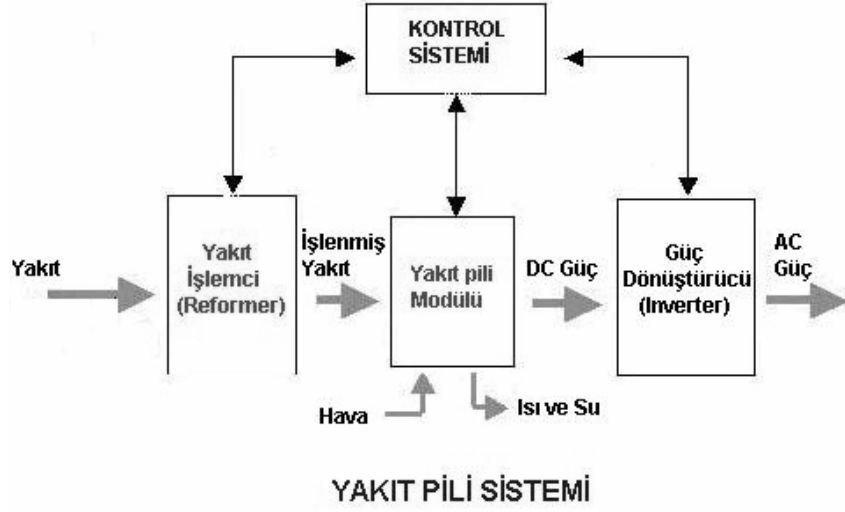 KONTROL
SİSTEMİ
Yakıt
Yakıt
İşlemci
(Reformer)
İşlenmiş
Yakıt
Yakıt pili
Modülü
DC Güç
Güç
Dönüştürücü
(Inverter)
AC
Güç
Hava
Isı ve Su
YAKIT PİLİ SİSTEMİ